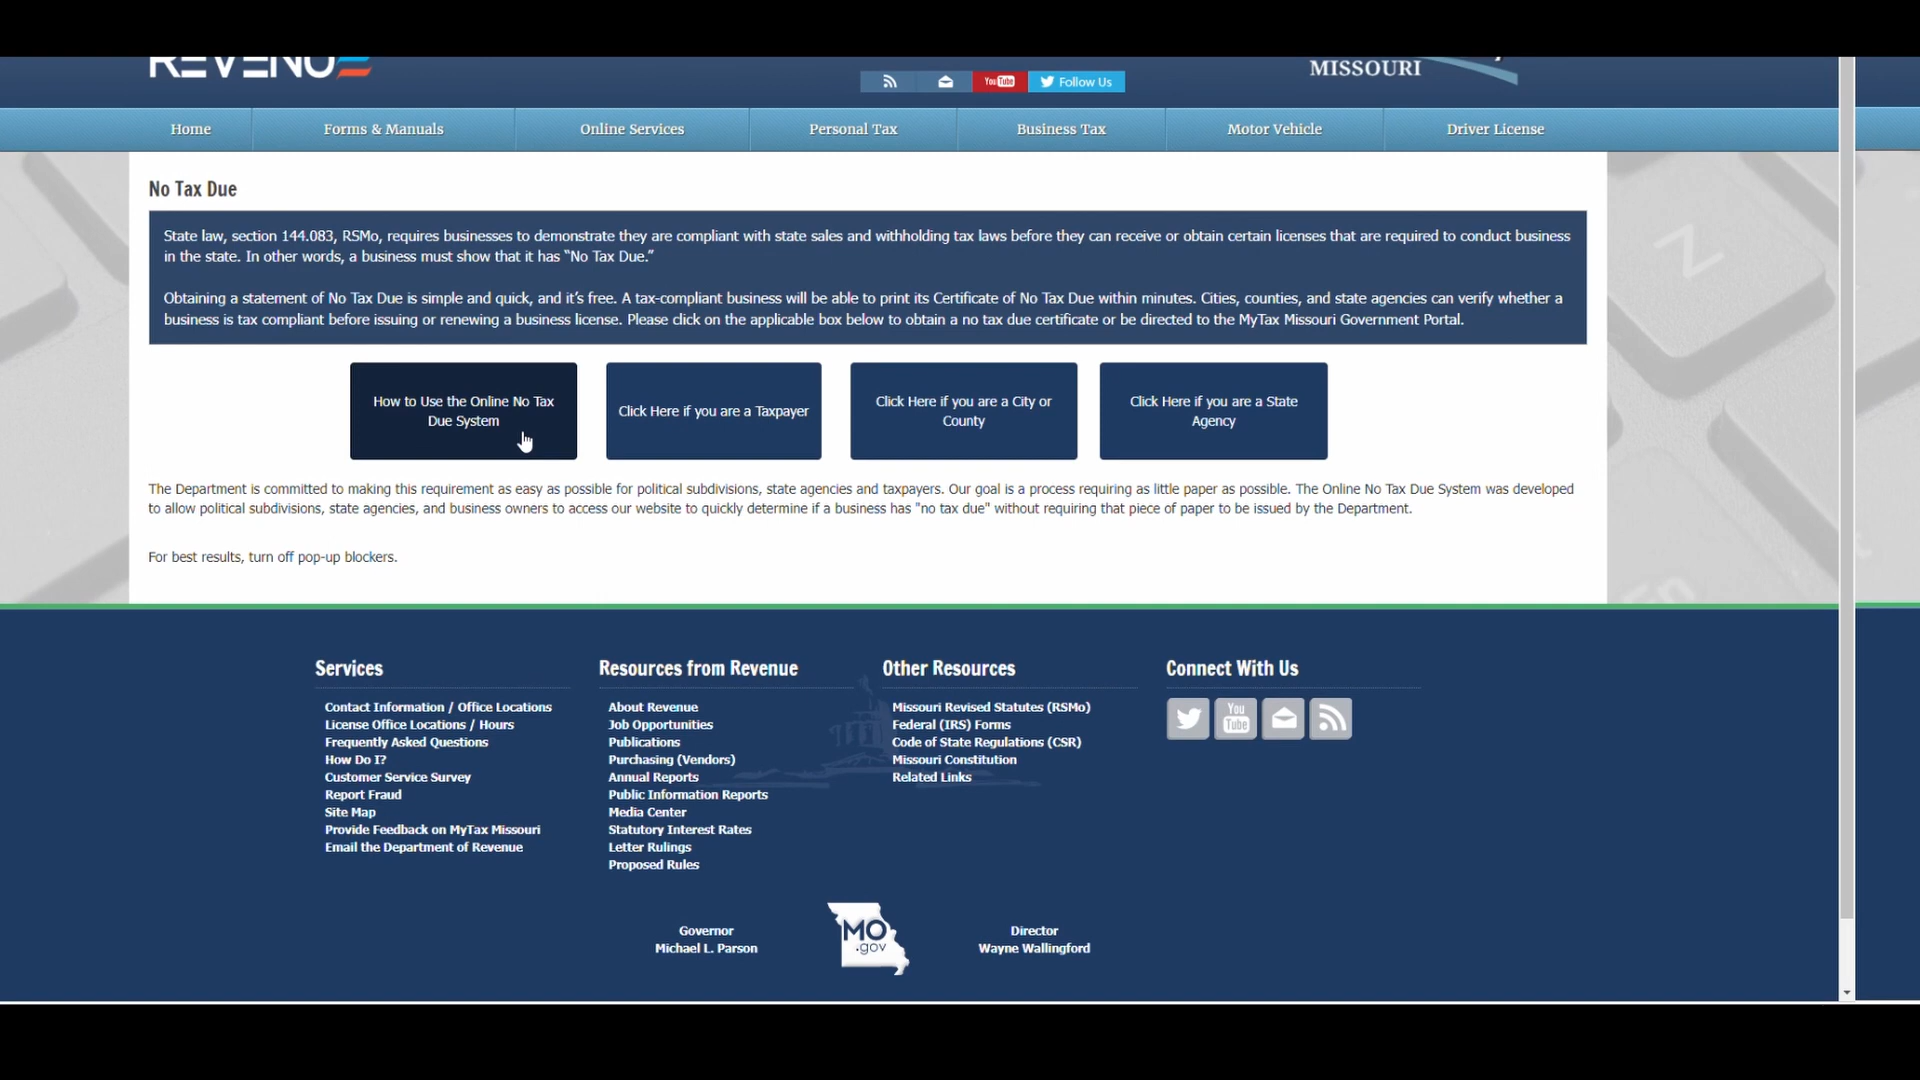 REVENUE
MISSOURI
You Tube
Follow Us
Home
Forms & Manuals
Online Services
Personal Tax
Business Tax
Motor Vehicle
Driver License
No Tax Due
State law, section 144.083, RSMo, requires businesses to demonstrate they are compliant with state sales and withholding tax laws before they can receive or obtain certain licenses that are required to conduct business
in the state. In other words, a business must show that it has “No Tax Due.”
Obtaining a statement of No Tax Due is simple and quick, and it’s free. A tax-compliant business will be able to print its Certificate of No Tax Due within minutes. Cities, counties, and state agencies can verify whether a
business is tax compliant before issuing or renewing a business license. Please click on the applicable box below to obtain a no tax due certificate or be directed to the MyTax Missouri Government Portal.
How to Use the Online No Tax
Due System
Click Here if you are a Taxpayer
Click Here if you are a City or
County
Click Here if you are a State
Agency
The Department is committed to making this requirement as easy as possible for political subdivisions, state agencies and taxpayers. Our goal is a process requiring as little paper as possible. The Online No Tax Due System was developed
to allow political subdivisions, state agencies, and business owners to access our website to quickly determine if a business has "no tax due" without requiring that piece of paper to be issued by the Department.
For best results, turn off pop-up blockers.
Z
Fn
Services
Contact Information / Office Locations
License Office Locations / Hours
Frequently Asked Questions
How Do I?
Customer Service Survey
Report Fraud
Site Map
Provide Feedback on MyTax Missouri
Email the Department of Revenue
Resources from Revenue
About Revenue
Job Opportunities
Publications
Purchasing (Vendors)
Annual Reports
Public Information Reports
Media Center
Statutory Interest Rates
Letter Rulings
Proposed Rules
Other Resources
Missouri Revised Statutes (RSMo)
Federal (IRS) Forms
Code of State Regulations (CSR)
Missouri Constitution
Related Links
Connect With Us
You
Tube
Governor
Michael L. Parson
MO
.gov
Director
Wayne Wallingford